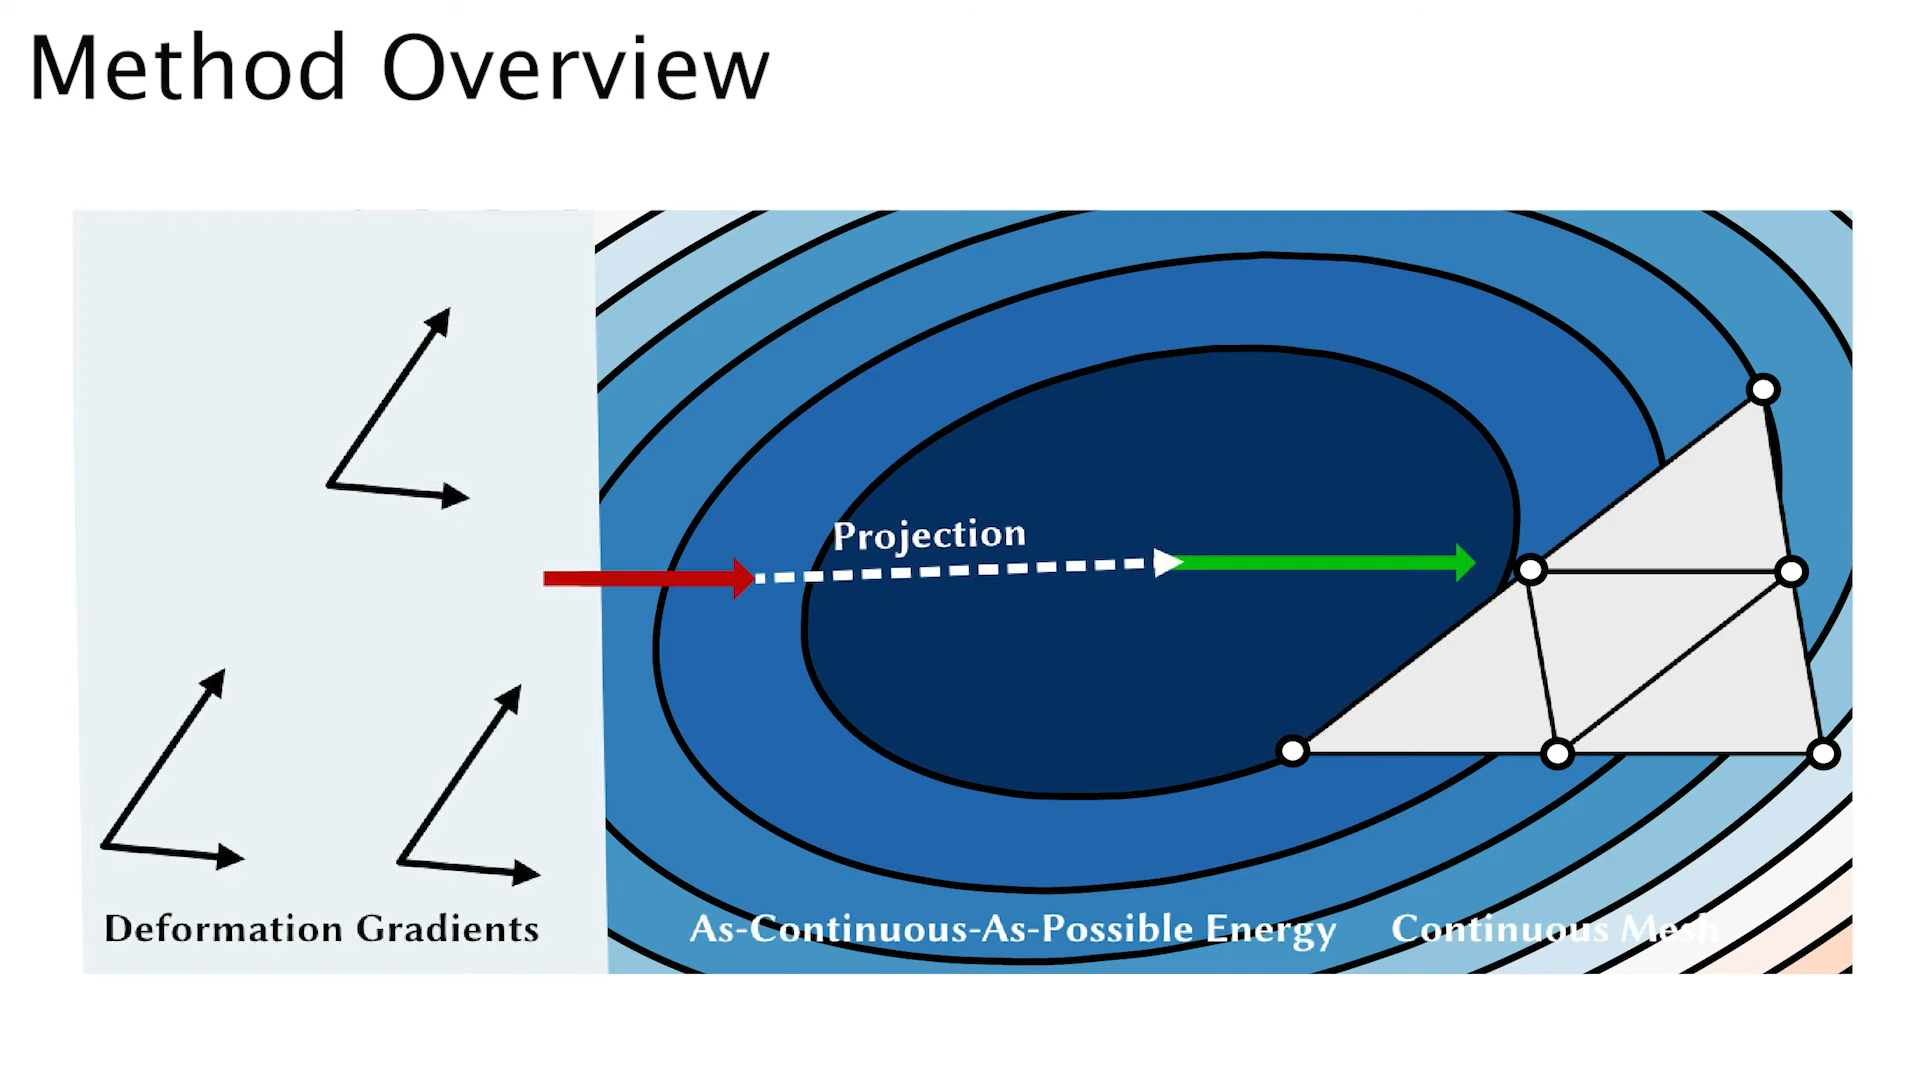 Method Overview
Projection
Deformation Gradients
As-Continuous-As-Possible Energy
Continuous Mesh